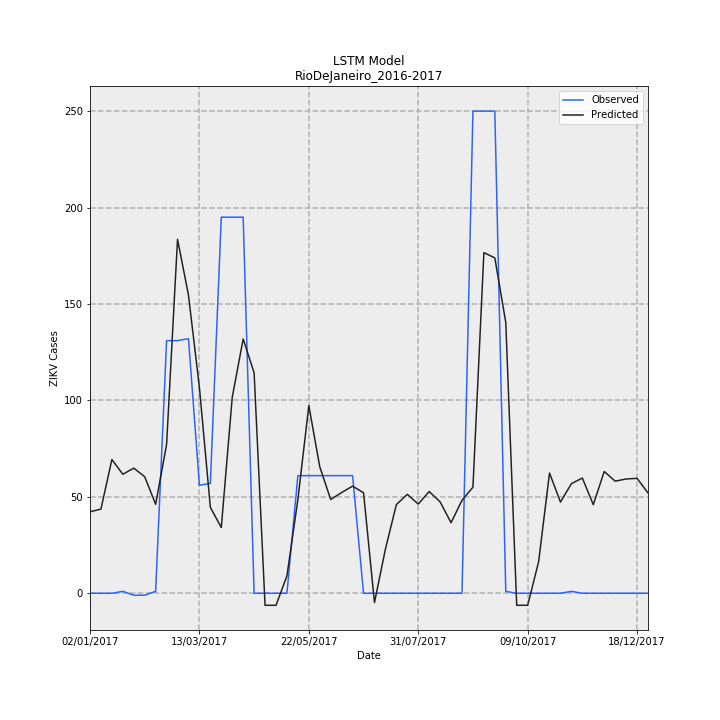 LSTM Model
RioDeJaneiro_2016-2017
Observed
Predicted
250
200
150
100
50
0
ZIKV Cases
02/01/2017 13/03/2017 22/05/2017 31/07/2017 09/10/2017 18/12/2017
Date